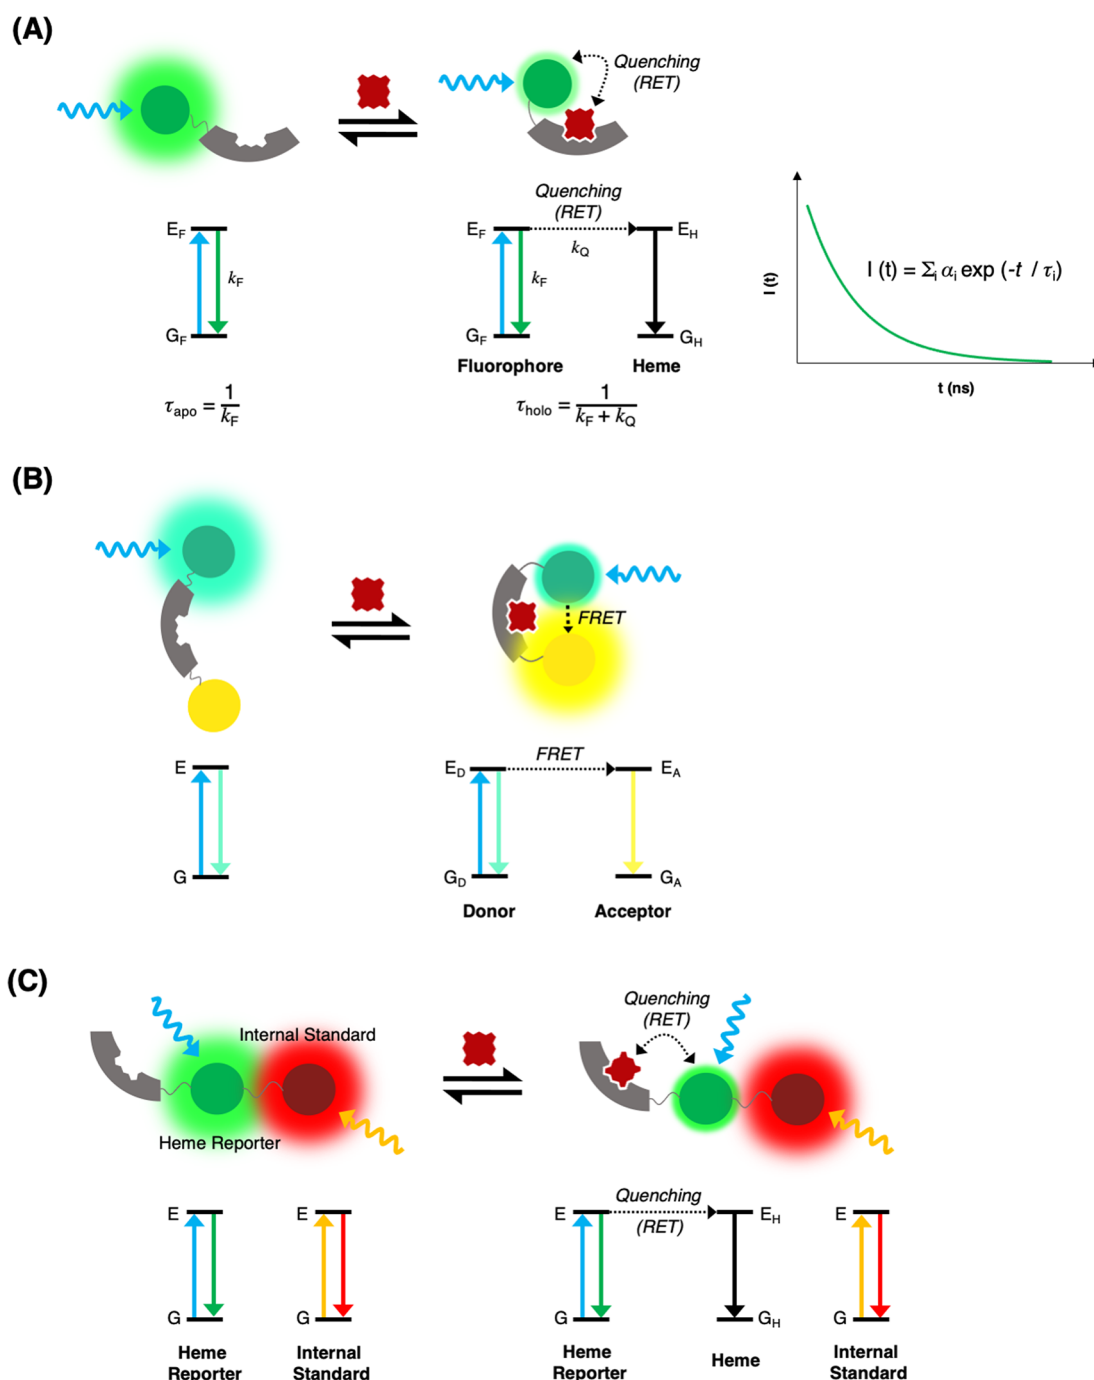 (A)
Quenching
(RET)
Quenching
(RET)
E_F
k_F
G_F
E_F
k_Q
E_H
k_F
G_F
G_H
Fluorophore
Heme
τ_apo = 1/k_F
τ_holo = 1/(k_F + k_Q)
I (t)
I (t) = Σ_i α_i exp (-t / τ_i)
t (ns)
(B)
FRET
E
G
FRET
E_D
E_A
G_D
G_A
Donor
Acceptor
(C)
Internal Standard
Heme Reporter
Quenching
(RET)
E
E
G
G
Heme
Reporter
Internal
Standard
Quenching
(RET)
E
E_H
E
G
G_H
G
Heme
Reporter
Heme
Internal
Standard